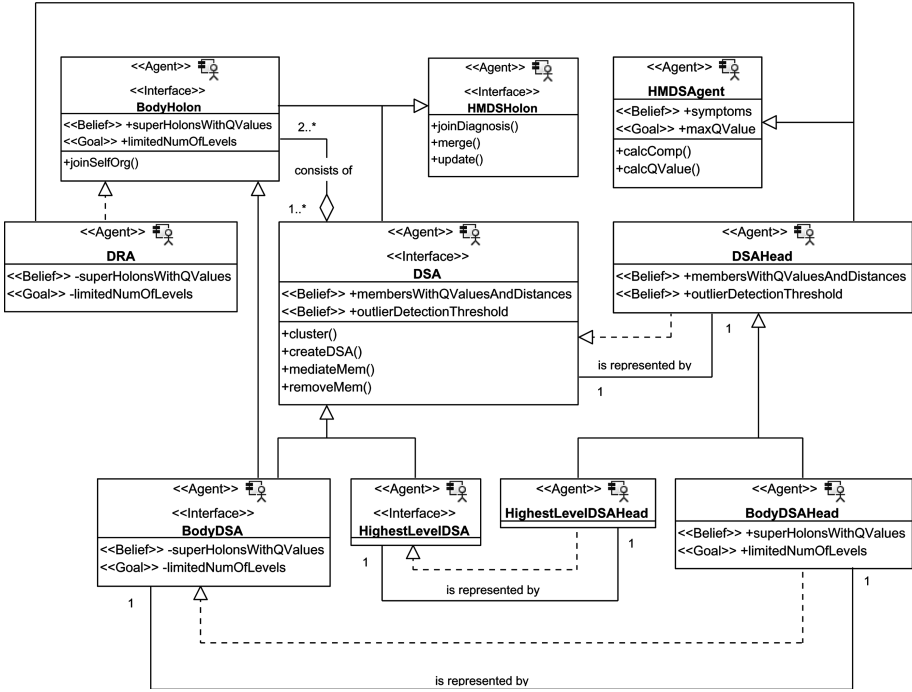 <<Agent>>
<<Interface>>
BodyHolon
<<Belief>> +superHolonsWithQValues
<<Goal>> +limitedNumOfLevels
+joinSelfOrg()
<<Agent>>
<<Interface>>
HMDSHolon
+joinDiagnosis()
+merge()
+update()
<<Agent>>
HMDSAgent
<<Belief>> +symptoms
<<Goal>> +maxQValue
+calcComp()
+calcQValue()
2..*
consists of
1..*
<<Agent>>
DRA
<<Belief>> -superHolonsWithQValues
<<Goal>> -limitedNumOfLevels
<<Agent>>
<<Interface>>
DSA
<<Belief>> +membersWithQValuesAndDistances
<<Belief>> +outlierDetectionThreshold
+cluster()
+createDSA()
+mediateMem()
+removeMem()
<<Agent>>
DSAHead
<<Belief>> +membersWithQValuesAndDistances
<<Belief>> +outlierDetectionThreshold
1
is represented by
1
<<Agent>>
<<Interface>>
BodyDSA
<<Belief>> -superHolonsWithQValues
<<Goal>> -limitedNumOfLevels
<<Agent>>
<<Interface>>
HighestLevelDSA
<<Agent>>
HighestLevelDSAHead
<<Agent>>
BodyDSAHead
<<Belief>> +superHolonsWithQValues
<<Goal>> +limitedNumOfLevels
1
1
is represented by
1
1
is represented by